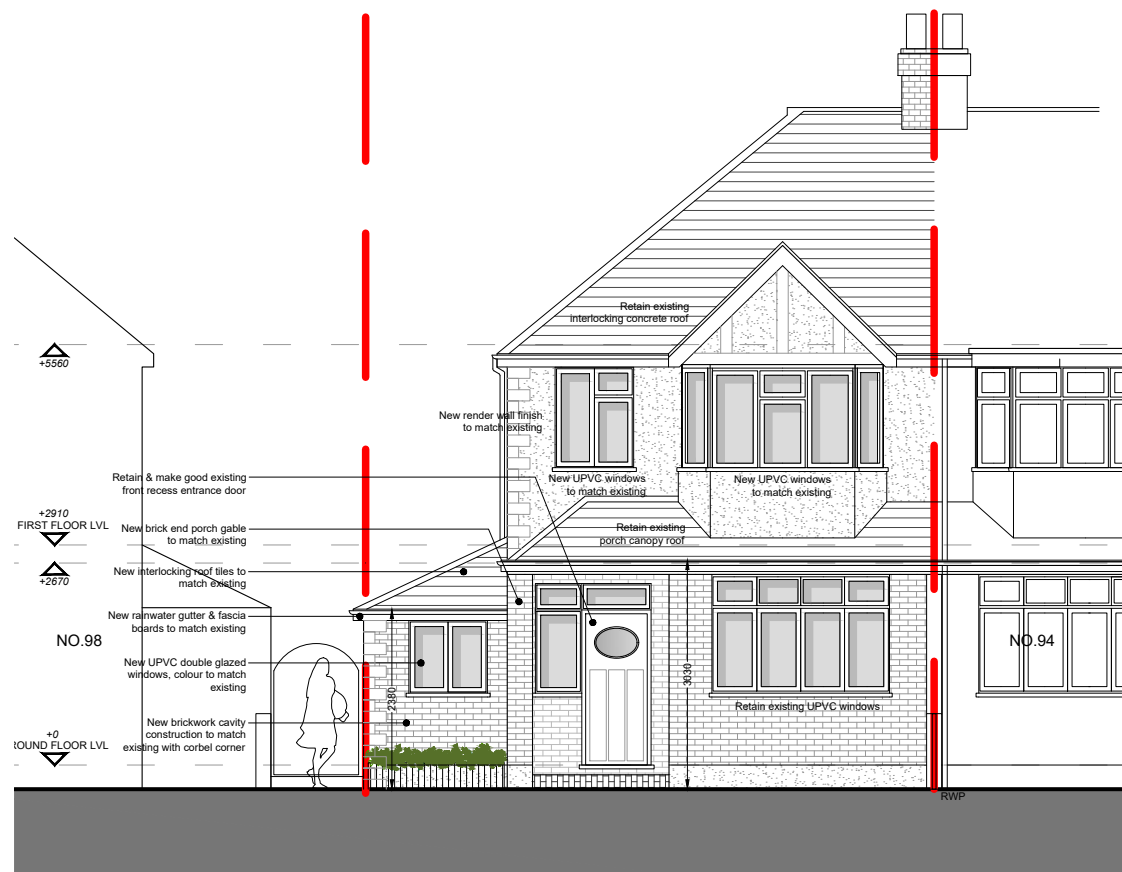 Retain existing
interlocking concrete roof
+5560
New render wall finish
to match existing
Retain & make good existing
front recess entrance door
New UPVC windows
to match existing
New UPVC windows
to match existing
+2910
FIRST FLOOR LVL
New brick end porch gable
to match existing
Retain existing
porch canopy roof
+2670
New interlocking roof tiles to
match existing
New rainwater gutter & fascia
boards to match existing
NO.98
NO.94
New UPVC double glazed
windows, colour to match
existing
2380
3030
Retain existing UPVC windows
New brickwork cavity
construction to match
existing with corbel corner
+0
ROUND FLOOR LVL
RWP